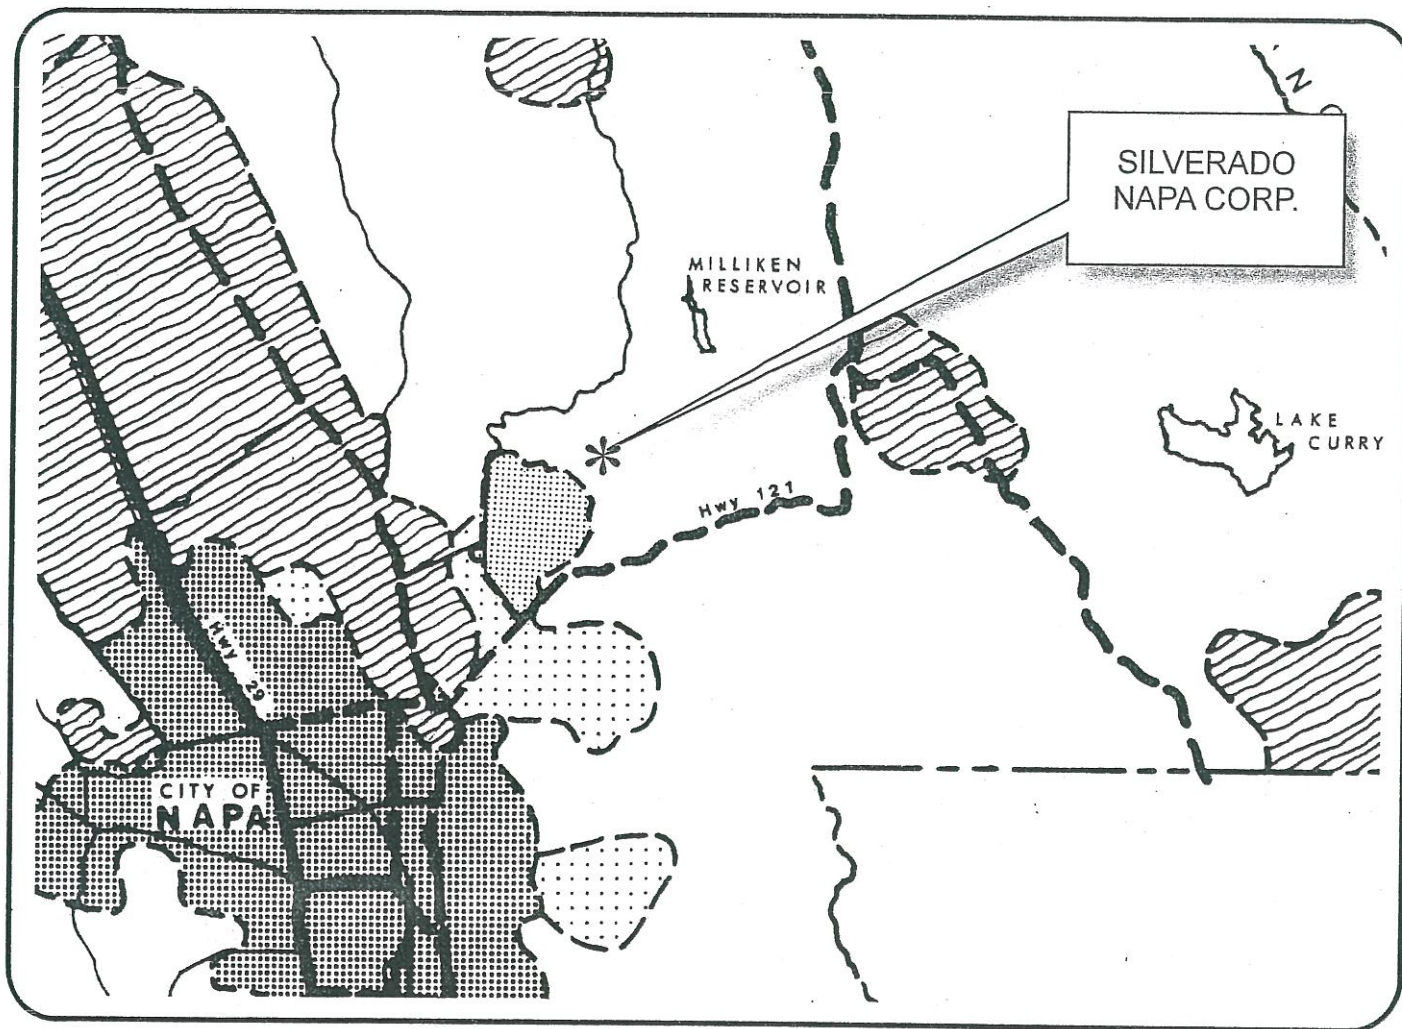 N
SILVERADO
NAPA CORP.
MILLIKEN
RESERVOIR
LAKE
CURRY
Hwy 121
Hwy 29
CITY OF
NAPA